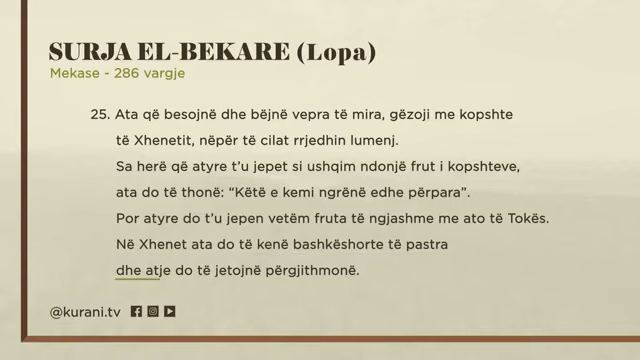 SURJA EL-BEKARE (Lopa)
Mekase - 286 vargje
25. Ata që besojnë dhe bëjnë vepra të mira, gëzoji me kopshte
të Xhenetit, nëpër të cilat rrjedhin lumenj.
Sa herë që atyre t’u jepet si ushqim ndonjë frut i kopshteve,
ata do të thonë: “Këtë e kemi ngrënë edhe përpara”.
Por atyre do t’u jepen vetëm fruta të ngjashme me ato të Tokës.
Në Xhenet ata do të kenë bashkëshorte të pastra
dhe atje do të jetojnë përgjithmonë.
@kurani.tv